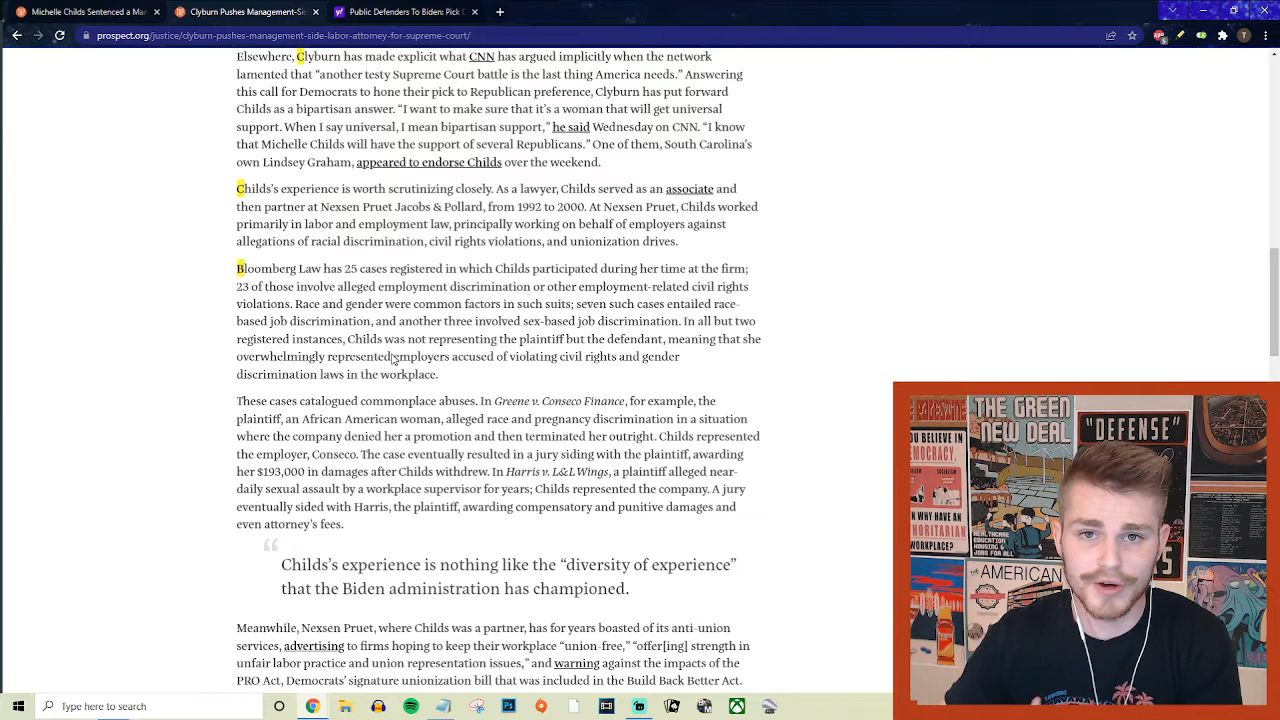 Michelle Childs Sentenced a Ma
Clyburn Pushes Management-Sid
Public Defenders To Biden: Pick O
prospect.org/justice/clyburn-pushes-management-side-attorney-for-supreme-court/
Elsewhere, Clyburn has made explicit what CNN has argued implicitly when the network
lamented that “another testy Supreme Court battle is the last thing America needs.” Answering
this call for Democrats to hone their pick to Republican preference, Clyburn has put forward
Childs as a bipartisan answer. “I want to make sure that it’s a woman that will get universal
support. When I say universal, I mean bipartisan support,” he said Wednesday on CNN. “I know
that Michelle Childs will have the support of several Republicans.” One of them, South Carolina’s
own Lindsey Graham, appeared to endorse Childs over the weekend.
Childs’s experience is worth scrutinizing closely. As a lawyer, Childs served as an associate and
then partner at Nexsen Pruet Jacobs & Pollard, from 1992 to 2000. At Nexsen Pruet, Childs worked
primarily in labor and employment law, principally working on behalf of employers against
allegations of racial discrimination, civil rights violations, and unionization drives.
Bloomberg Law has 25 cases registered in which Childs participated during her time at the firm;
23 of those involve alleged employment discrimination or other employment-related civil rights
violations. Race and gender were common factors in such suits; seven such cases entailed race-
based job discrimination, and another three involved sex-based job discrimination. In all but two
registered instances, Childs was not representing the plaintiff but the defendant, meaning that she
overwhelmingly represented employers accused of violating civil rights and gender
discrimination laws in the workplace.
These cases catalogued commonplace abuses. In Greene v. Conseco Finance, for example, the
plaintiff, an African American woman, alleged race and pregnancy discrimination in a situation
where the company denied her a promotion and then terminated her outright. Childs represented
the employer, Conseco. The case eventually resulted in a jury siding with the plaintiff, awarding
her $193,000 in damages after Childs withdrew. In Harris v. L&L Wings, a plaintiff alleged near-
daily sexual assault by a workplace supervisor for years; Childs represented the company. A jury
eventually sided with Harris, the plaintiff, awarding compensatory and punitive damages and
even attorney’s fees.
“
Childs’s experience is nothing like the “diversity of experience”
that the Biden administration has championed.
Meanwhile, Nexsen Pruet, where Childs was a partner, has for years boasted of its anti-union
services, advertising to firms hoping to keep their workplace “union-free,” “offer[ing] strength in
unfair labor practice and union representation issues,” and warning against the impacts of the
PRO Act, Democrats’ signature unionization bill that was included in the Build Back Better Act.
THE GREEN
NEW DEAL
"DEFENSE"
OU BELIEVE IN
MOCRACY,
N WHY HAVE AN
HORITARIAN
WORKPLACE?
HEALTHCARE
EDUCATION
HOUSING &
JOBS FOR ALL
THE
AMERICAN
Type here to search